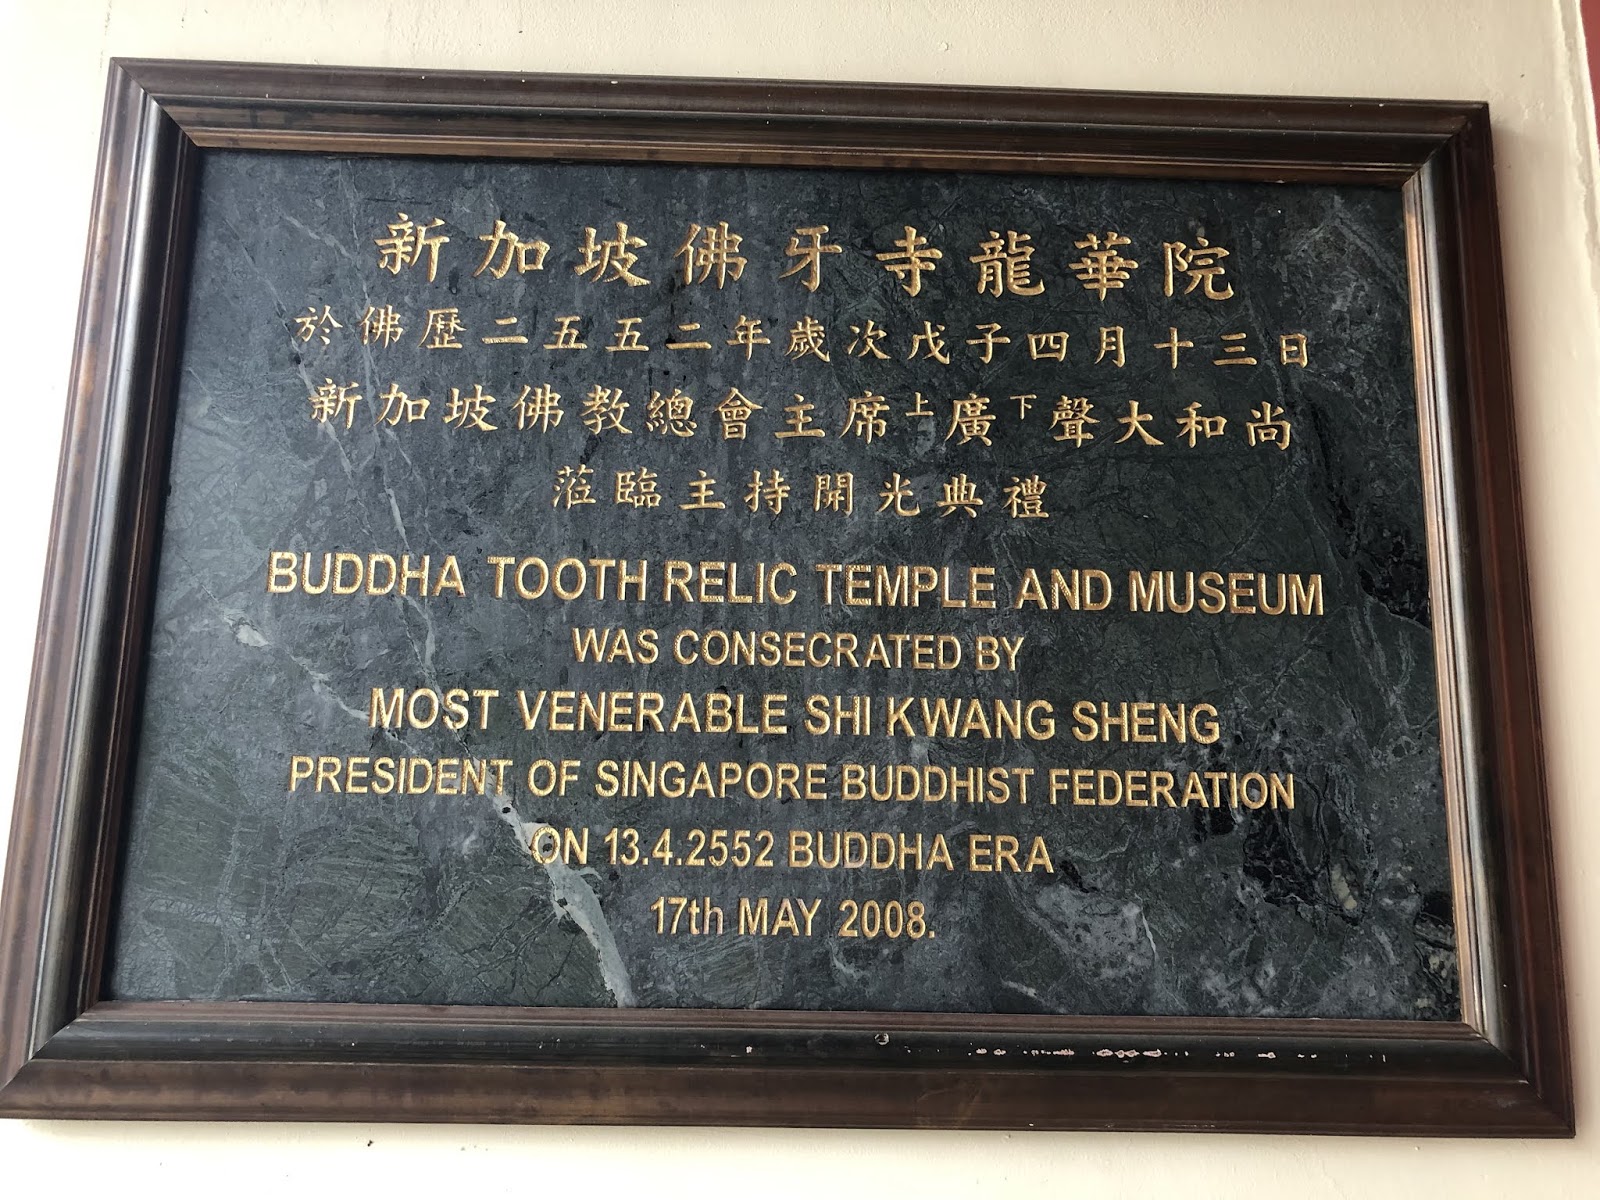 新加坡佛牙寺龍華院
於佛歷二五五二年歲次戊子四月十三日
新加坡佛教總會主席上廣下聲大和尚
蒞臨主持開光典禮
BUDDHA TOOTH RELIC TEMPLE AND MUSEUM
WAS CONSECRATED BY
MOST VENERABLE SHI KWANG SHENG
PRESIDENT OF SINGAPORE BUDDHIST FEDERATION
ON 13.4.2552 BUDDHA ERA
17th MAY 2008.